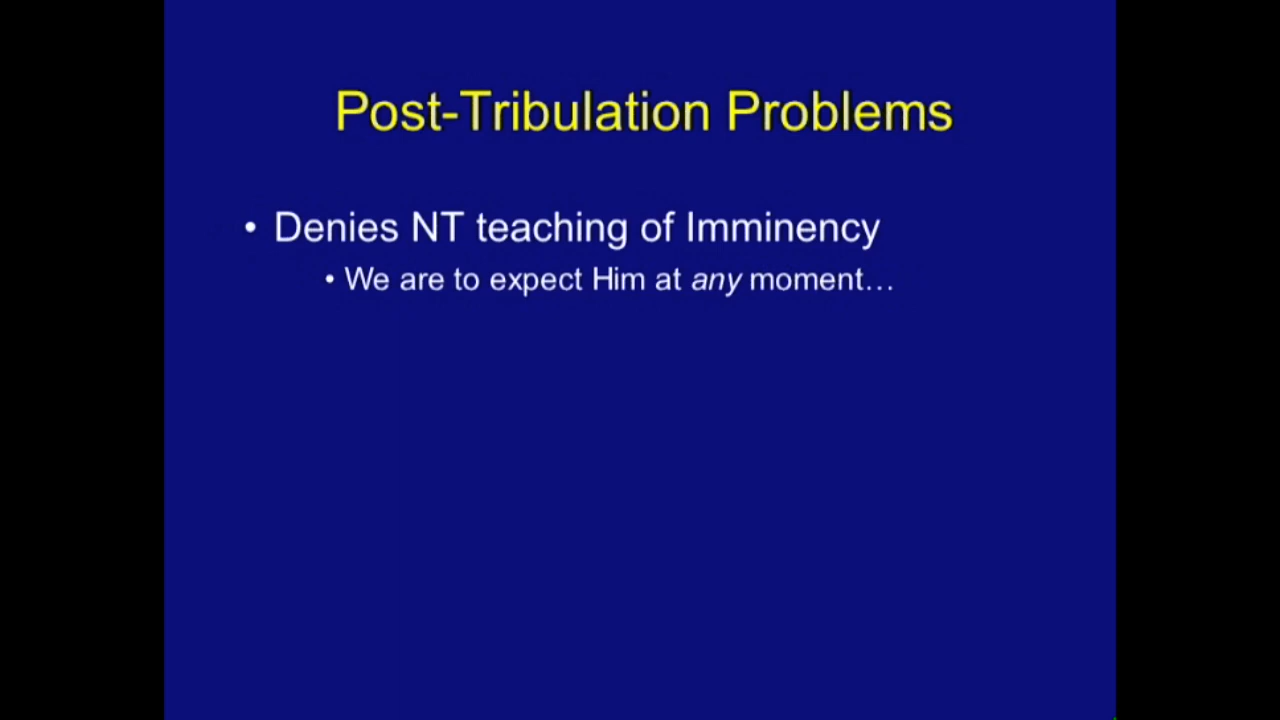 Post-Tribulation Problems
• Denies NT teaching of Imminency
• We are to expect Him at any moment…